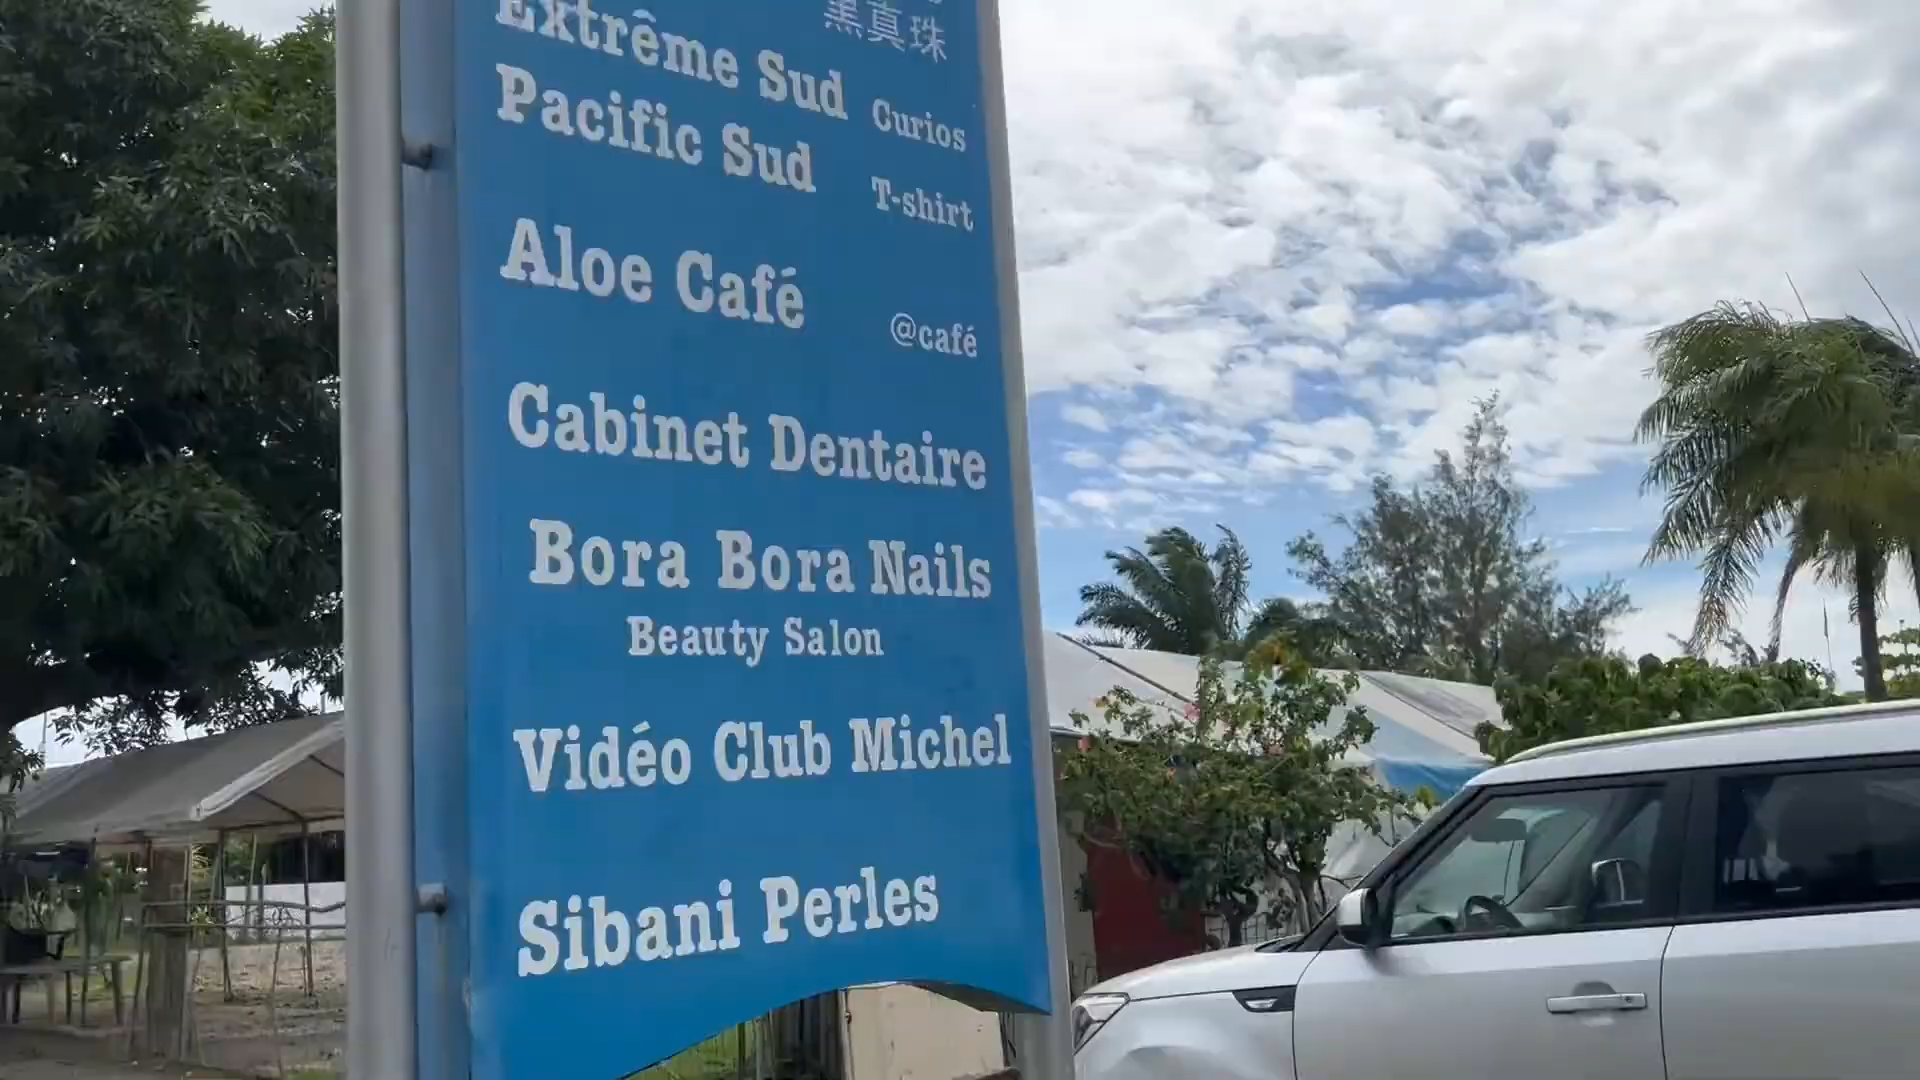 黒真珠
Extrême Sud
Curios
Pacific Sud
T-shirt
Aloe Café
@café
Cabinet Dentaire
Bora Bora Nails
Beauty Salon
Vidéo Club Michel
Sibani Perles